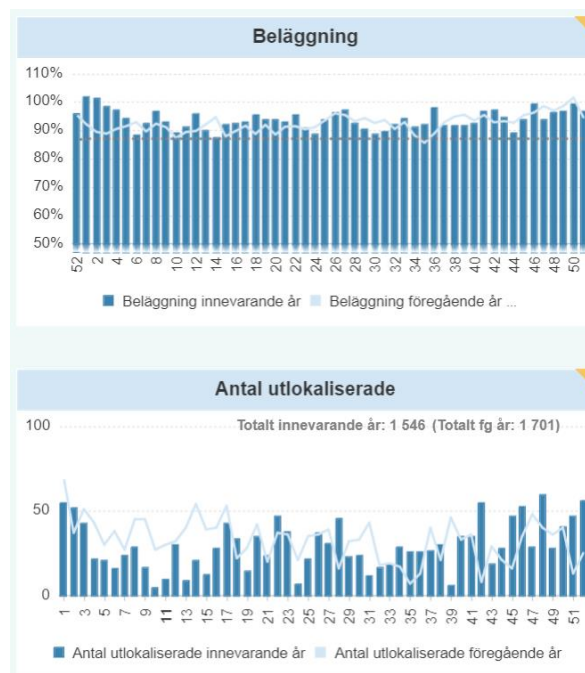 Beläggning
110%
100%
90%
80%
70%
60%
50%
52 2 4 6 8 10 12 14 16 18 20 22 24 26 28 30 32 34 36 38 40 42 44 46 48 50
Beläggning innevarande år Beläggning föregående år ...
Antal utlokaliserade
Totalt innevarande år: 1 546 (Totalt fg år: 1 701)
100
50
0
1 3 5 7 9 11 13 15 17 19 21 23 25 27 29 31 33 35 37 39 41 43 45 47 49 51
Antal utlokaliserade innevarande år Antal utlokaliserade föregående år